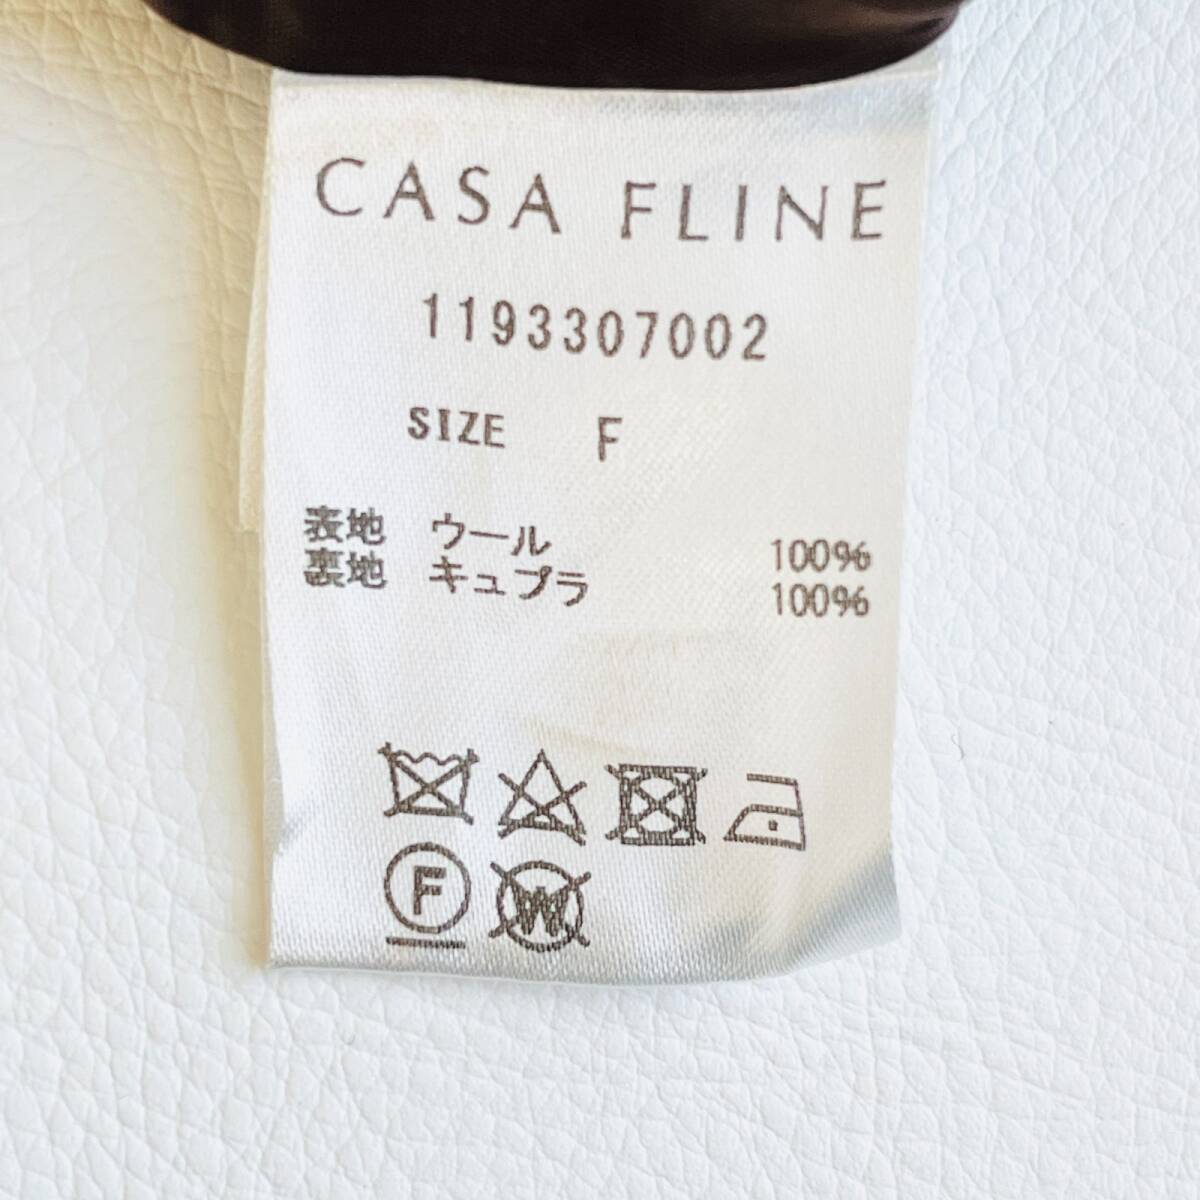 CASA FLINE
1193307002
SIZE F
表地 ウール 100%
裏地 キュプラ 100%
F W